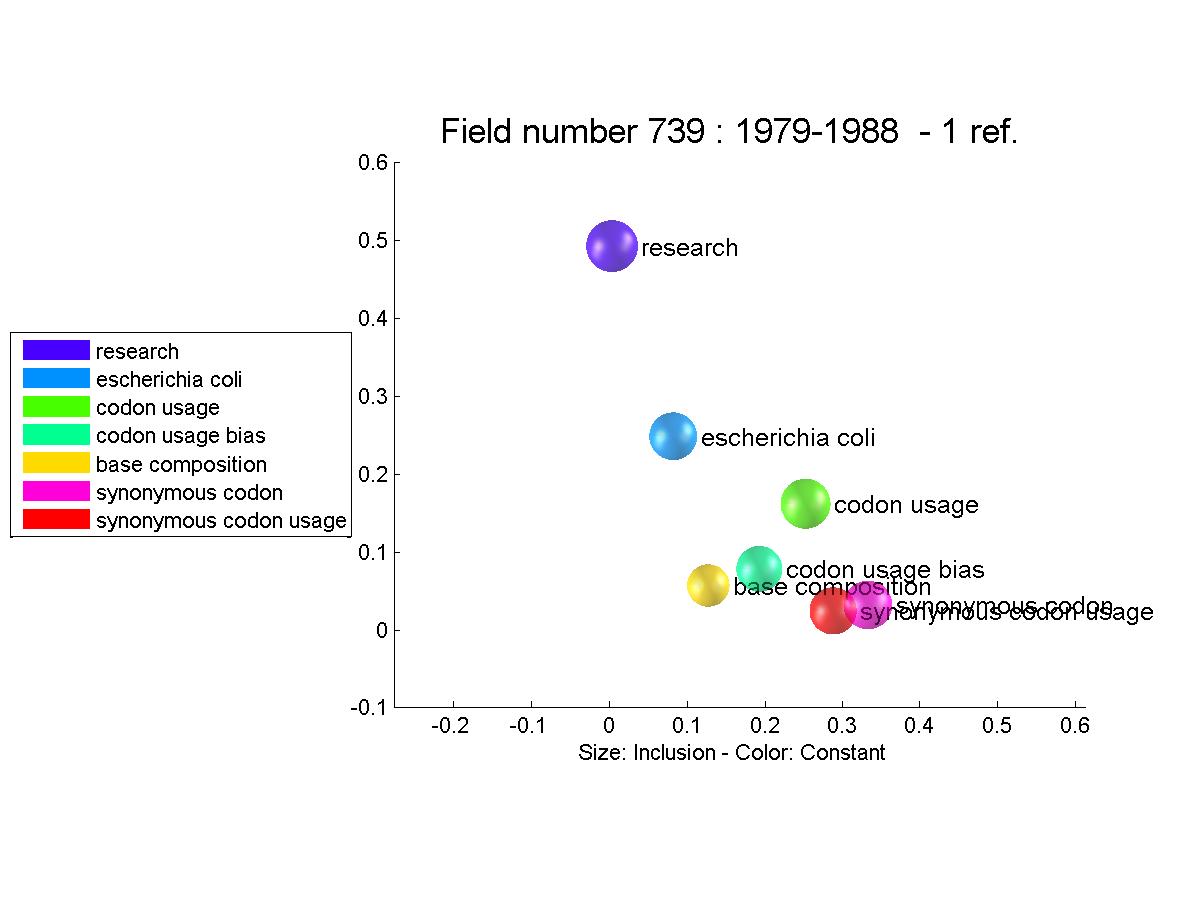 Field number 739 : 1979-1988  - 1 ref.
0.6
0.5
0.4
0.3
0.2
0.1
0
-0.1
research
escherichia coli
codon usage
codon usage bias
base composition
synonymous codon
synonymous codon usage
research
escherichia coli
codon usage
codon usage bias
base composition
synonymous codon
synonymous codon usage
-0.2 -0.1 0 0.1 0.2 0.3 0.4 0.5 0.6
Size: Inclusion - Color: Constant